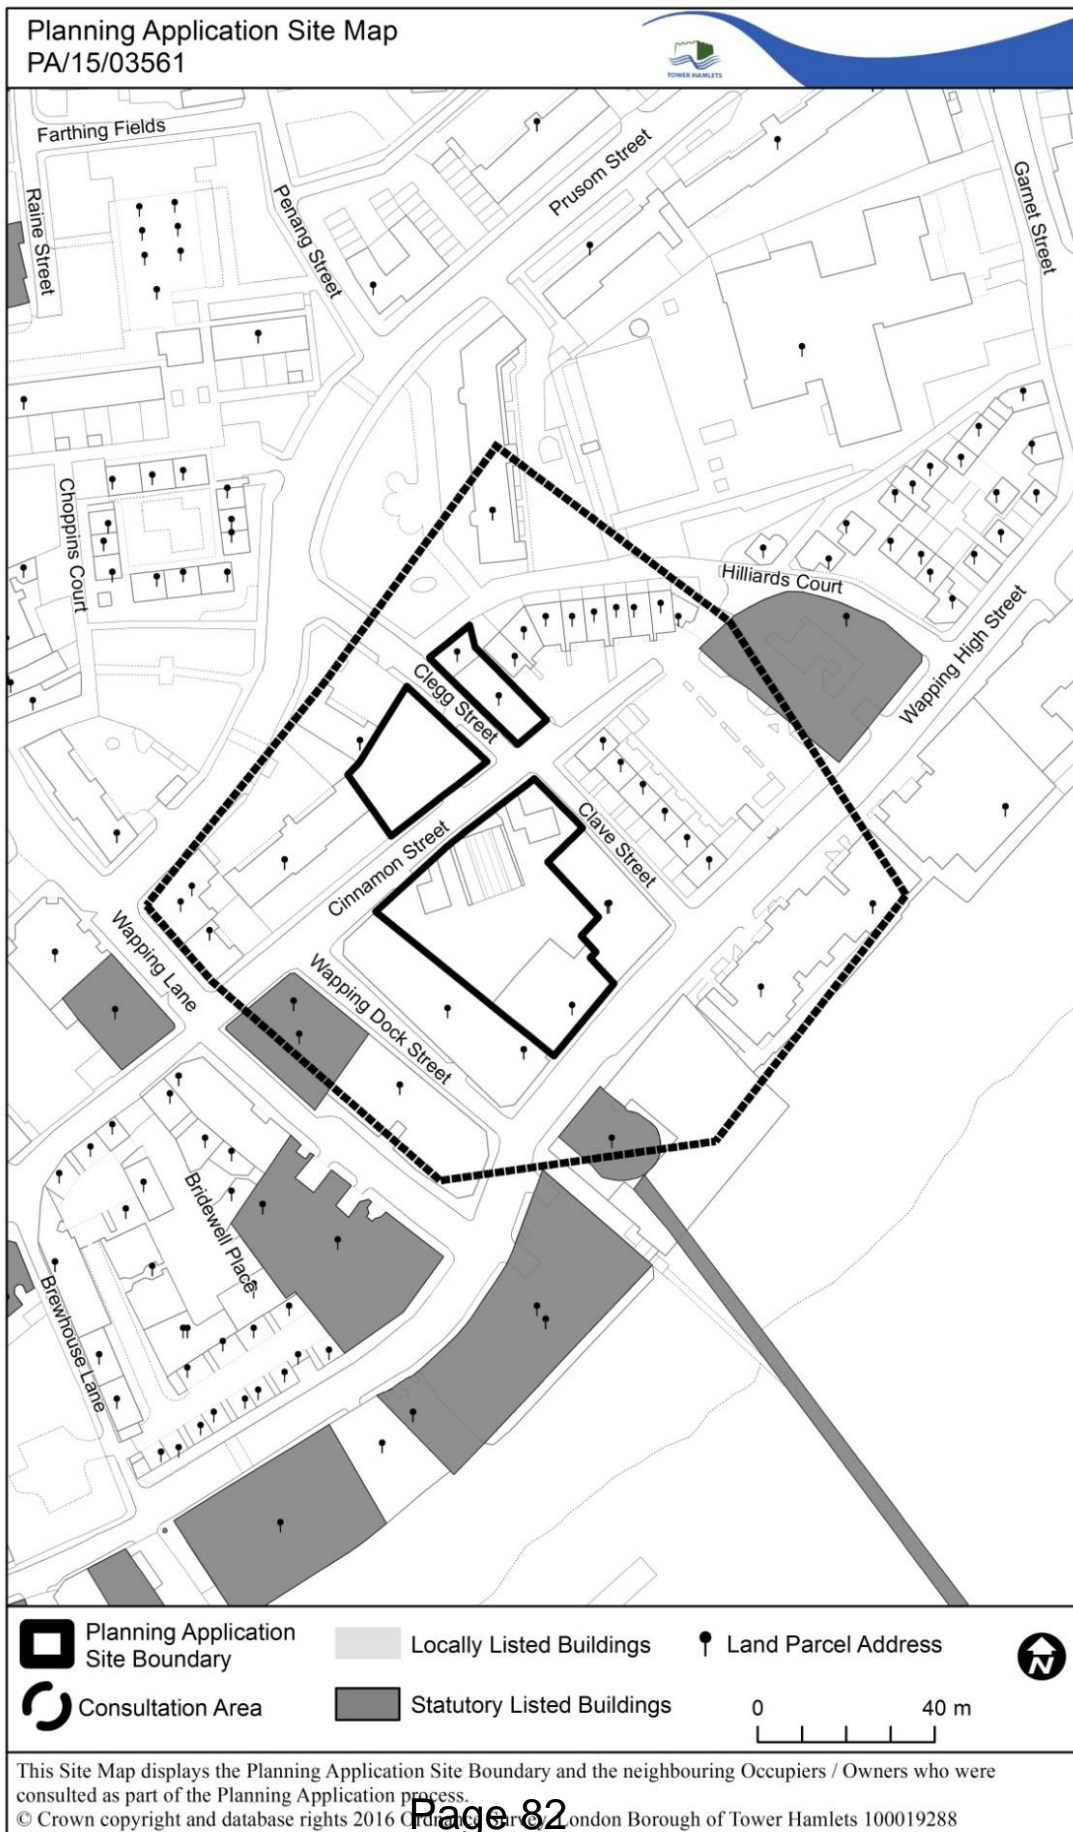 Planning Application Site Map
PA/15/03561
TOWER HAMLETS
Farthing Fields
Raine Street
Penang Street
Prusom Street
Garnet Street
Choppins Court
Hilliards Court
Wapping High Street
Clegg Street
Cinnamon Street
Clave Street
Wapping Lane
Wapping Dock Street
Bridewell Place
Brewhouse Lane
Planning Application
Site Boundary
Locally Listed Buildings
Land Parcel Address
N
Consultation Area
Statutory Listed Buildings
0 40 m
This Site Map displays the Planning Application Site Boundary and the neighbouring Occupiers / Owners who were
consulted as part of the Planning Application process.
© Crown copyright and database rights 2016 Ordnance Survey, London Borough of Tower Hamlets 100019288
Page 82